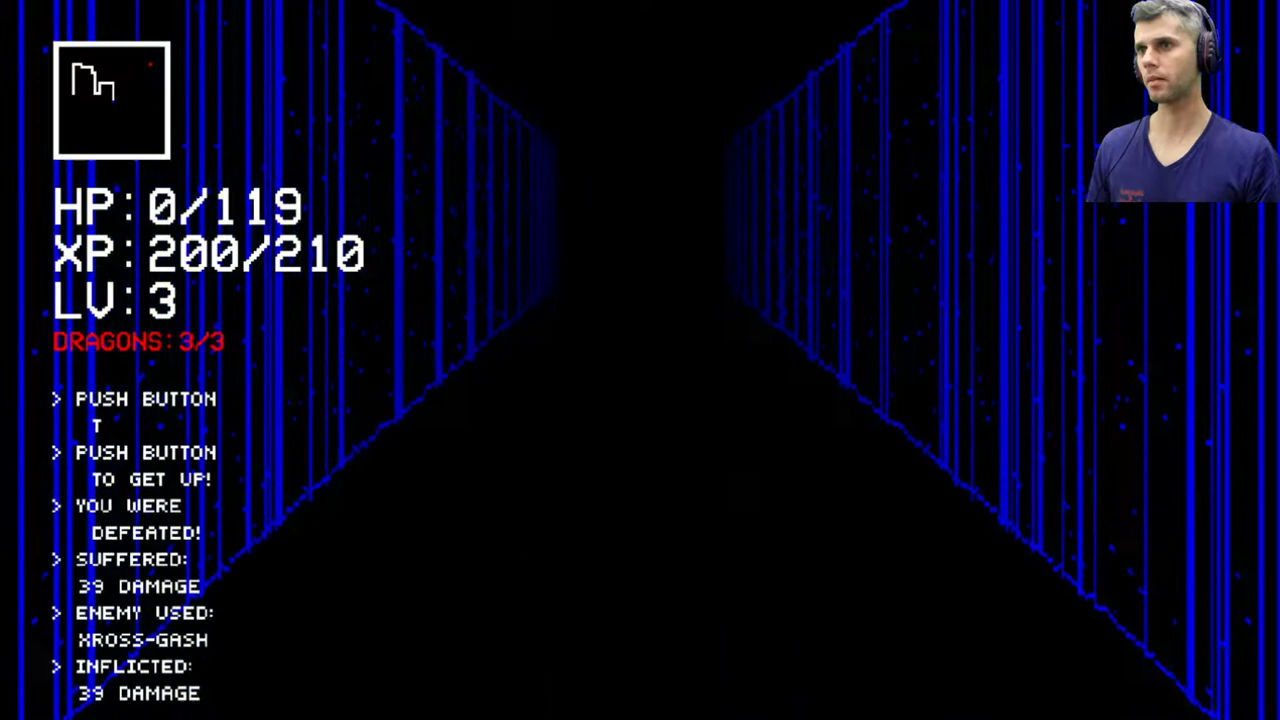 HP:0/119
XP:200/210
LV:3
DRAGONS:3/3
> PUSH BUTTON
T
> PUSH BUTTON
TO GET UP!
> YOU WERE
DEFEATED!
> SUFFERED:
39 DAMAGE
> ENEMY USED:
XROSS-GASH
> INFLICTED:
39 DAMAGE